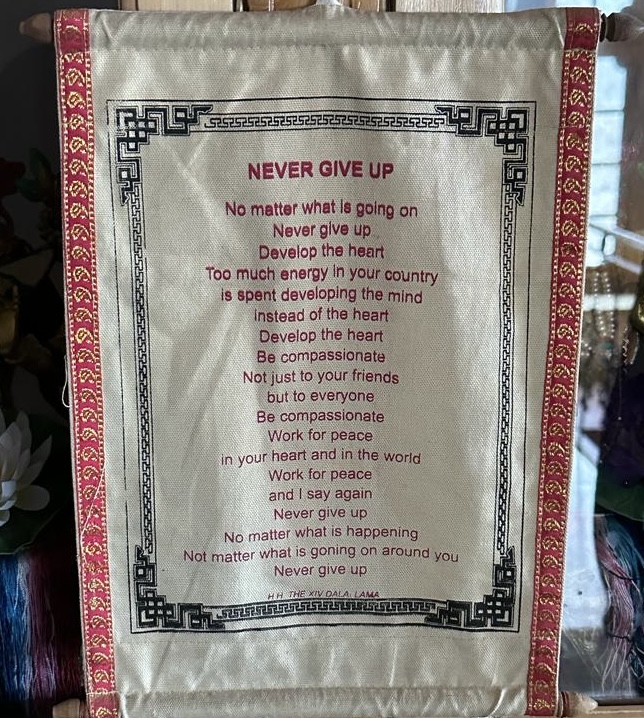 NEVER GIVE UP
No matter what is going on
Never give up
Develop the heart
Too much energy in your country
is spent developing the mind
instead of the heart
Develop the heart
Be compassionate
Not just to your friends
but to everyone
Be compassionate
Work for peace
in your heart and in the world
Work for peace
and I say again
Never give up
No matter what is happening
Not matter what is goning on around you
Never give up
H.H. THE XIV DALA, LAMA